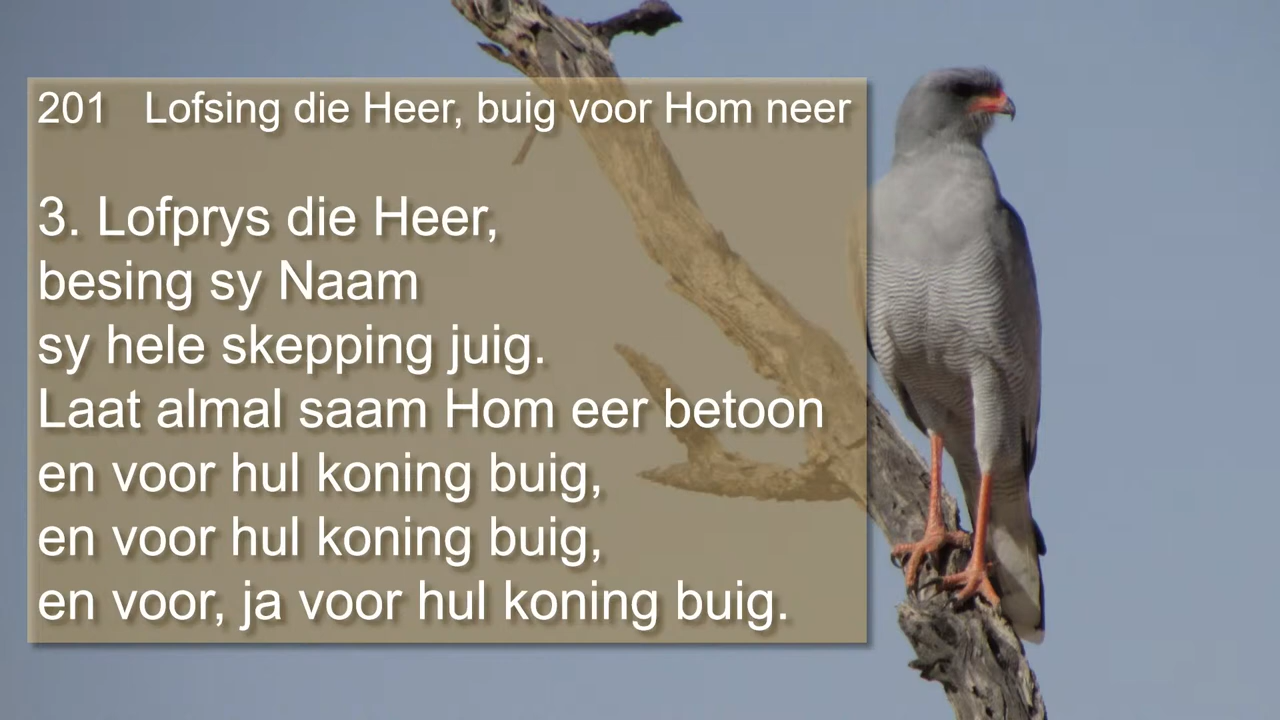 201 Lofsing die Heer, buig voor Hom neer
3. Lofprys die Heer,
besing sy Naam
sy hele skepping juig.
Laat almal saam Hom eer betoon
en voor hul koning buig,
en voor hul koning buig,
en voor, ja voor hul koning buig.